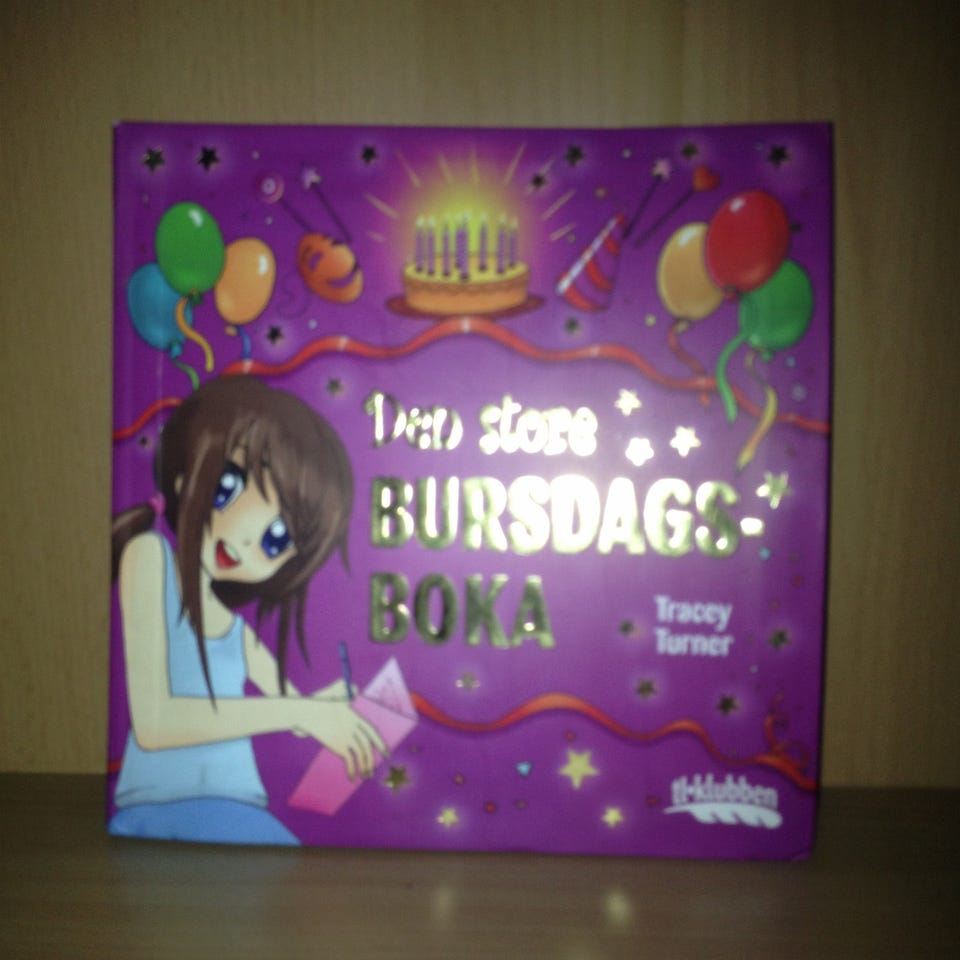 Den store
BURSDAGS-
BOKA
Tracey
Turner
tl•klubben